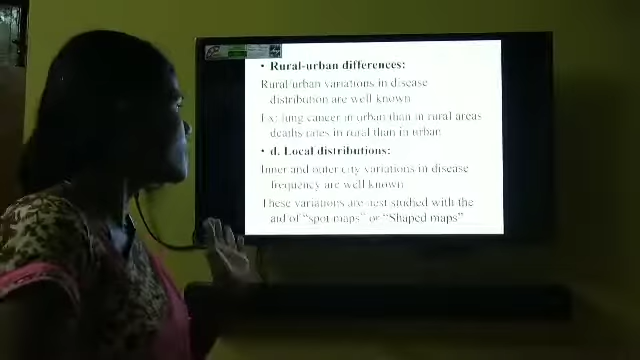 • Rural-urban differences:
Rural-urban variations in disease
distribution are well known
Ex: lung cancer in urban than in rural areas
deaths rates in rural than in urban
• d. Local distributions:
Inner and outer city variations in disease
frequency are well known
These variations are best studied with the
aid of “spot maps” or “Shaped maps”